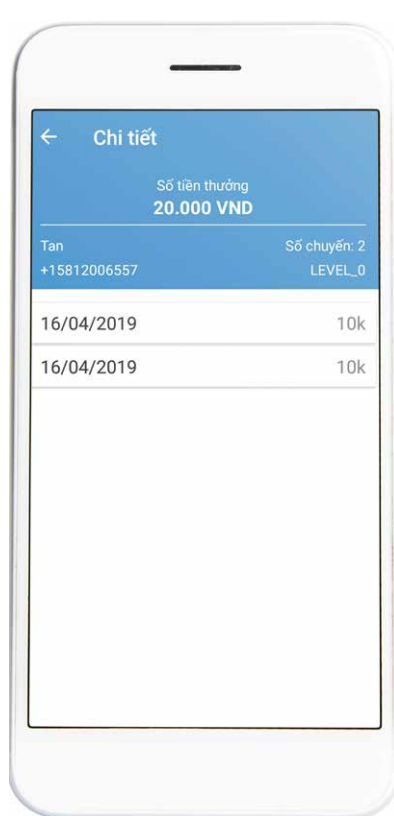 Chi tiết
Số tiền thưởng
20.000 VND
Tan
Số chuyến: 2
+15812006557
LEVEL_0
16/04/2019
10k
16/04/2019
10k